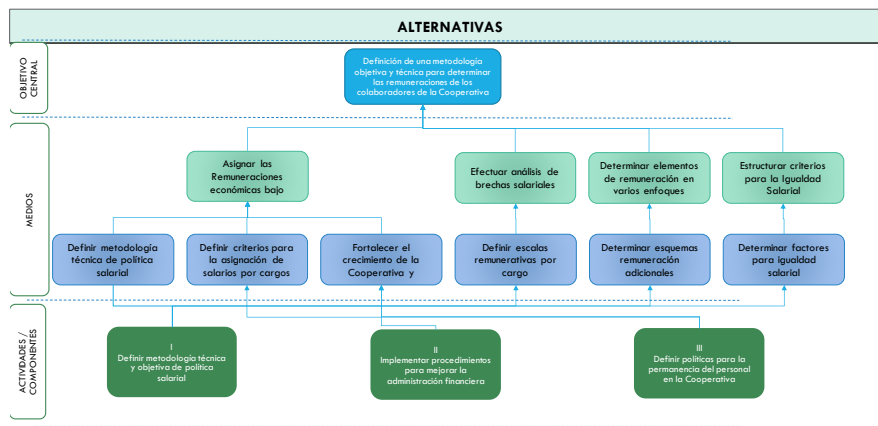 ALTERNATIVAS
OBJETIVO
CENTRAL
Definición de una metodología
objetiva y técnica para determinar
las remuneraciones de los
colaboradores de la Cooperativa
MEDIOS
Asignar las
Remuneraciones
económicas bajo
Efectuar análisis de
brechas salariales
Determinar elementos
de remuneración en
varios enfoques
Estructurar criterios
para la Igualdad
Salarial
Definir metodología
técnica de política
salarial
Definir criterios para
la asignación de
salarios por cargos
Fortalecer el
crecimiento de la
Cooperativa y
Definir escalas
remunerativas por
cargo
Determinar esquemas
remuneración
adicionales
Determinar factores
para igualdad
salarial
ACTIVIDADES /
COMPONENTES
I
Definir metodología técnica
y objetiva de política
salarial
II
Implementar procedimientos
para mejorar la
administración financiera
III
Definir políticas para la
permanencia del personal
en la Cooperativa